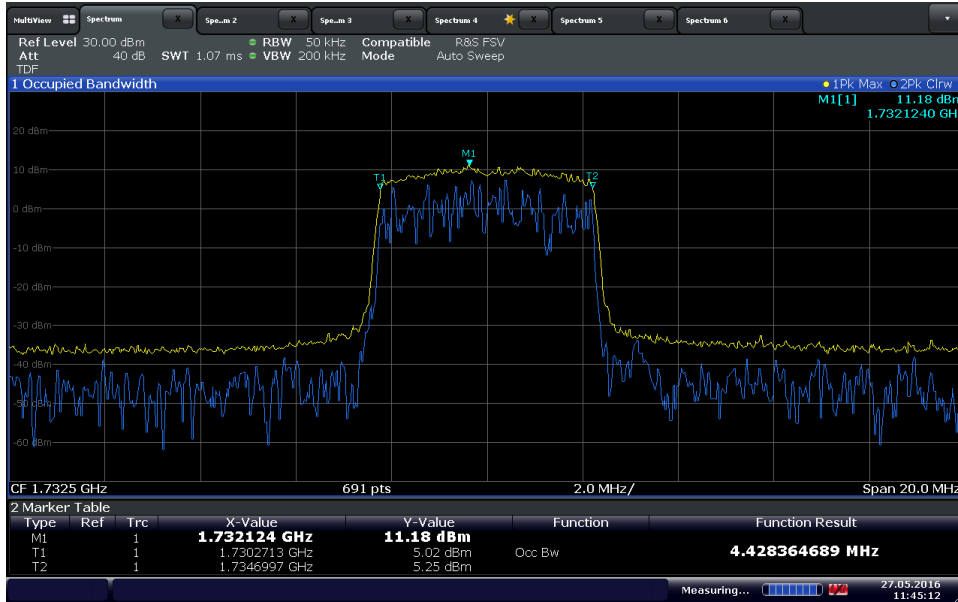 MultiView Spectrum X Spe..m 2 X Spe..m 3 X Spectrum 4 X Spectrum 5 X Spectrum 6 X
Ref Level 30.00 dBm RBW 50 kHz Compatible R&S FSV
Att 40 dB SWT 1.07 ms VBW 200 kHz Mode Auto Sweep
TDF
1 Occupied Bandwidth 1Pk Max 2Pk Clrw
M1[1] 11.18 dBm
1.7321240 GH
20 dBm
M1
10 dBm
T1 T2
0 dBm
-10 dBm
-20 dBm
-30 dBm
-40 dBm
-50 dBm
-60 dBm
CF 1.7325 GHz 691 pts 2.0 MHz/ Span 20.0 MHz
2 Marker Table
Type Ref Trc X-Value Y-Value Function Function Result
M1 1 1.732124 GHz 11.18 dBm
T1 1 1.7302713 GHz 5.02 dBm Occ Bw 4.428364689 MHz
T2 1 1.7346997 GHz 5.25 dBm
Measuring... 27.05.2016
11:45:12